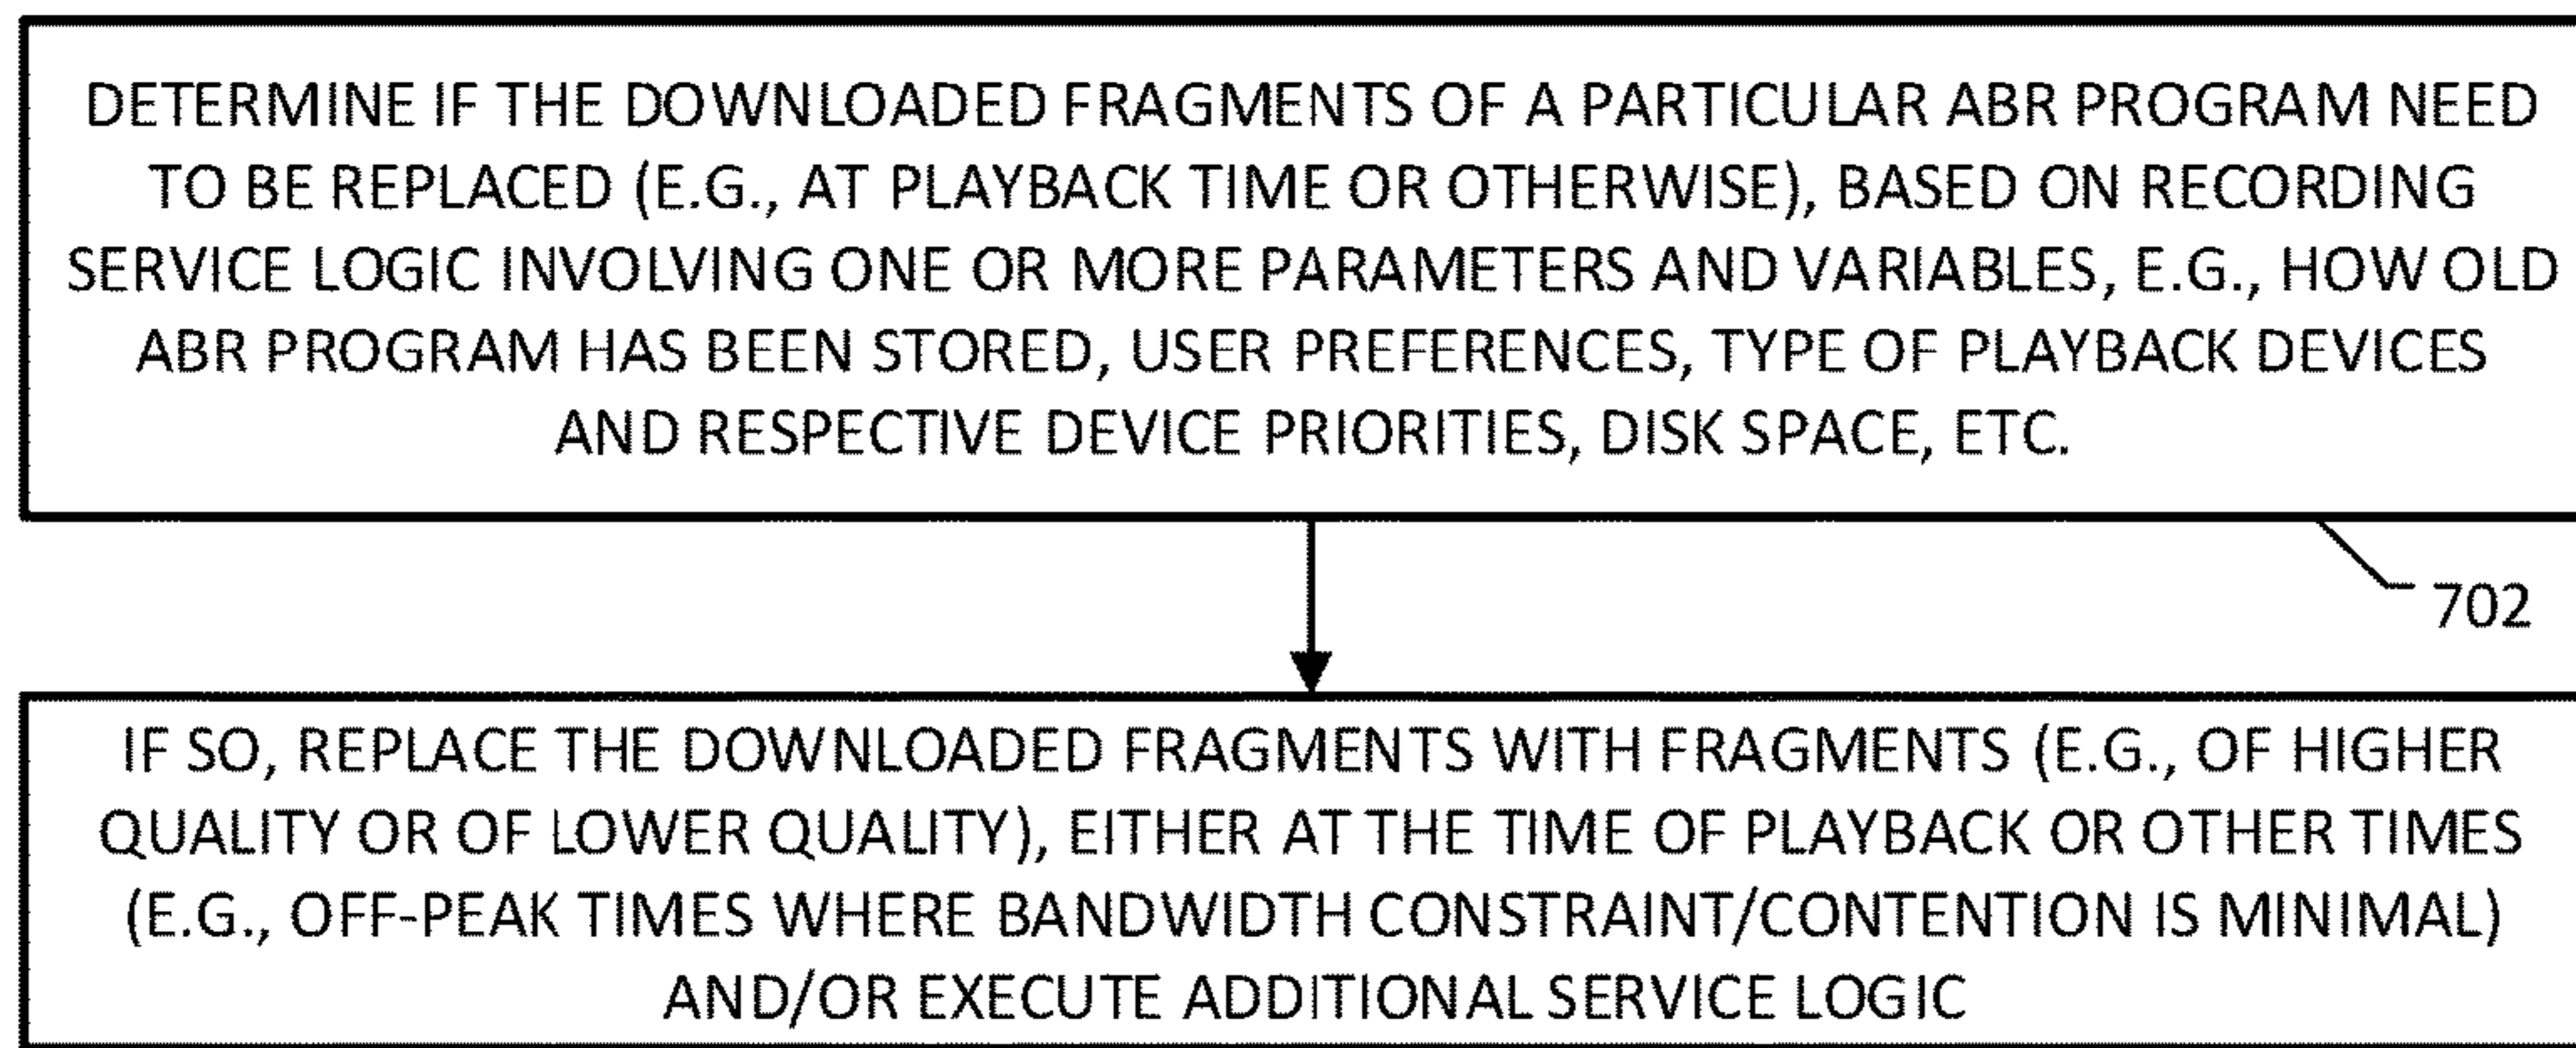 DETERMINE IF THE DOWNLOADED FRAGMENTS OF A PARTICULAR ABR PROGRAM NEED
TO BE REPLACED (E.G., AT PLAYBACK TIME OR OTHERWISE), BASED ON RECORDING
SERVICE LOGIC INVOLVING ONE OR MORE PARAMETERS AND VARIABLES, E.G., HOW OLD
ABR PROGRAM HAS BEEN STORED, USER PREFERENCES, TYPE OF PLAYBACK DEVICES
AND RESPECTIVE DEVICE PRIORITIES, DISK SPACE, ETC.
702
IF SO, REPLACE THE DOWNLOADED FRAGMENTS WITH FRAGMENTS (E.G., OF HIGHER
QUALITY OR OF LOWER QUALITY), EITHER AT THE TIME OF PLAYBACK OR OTHER TIMES
(E.G., OFF-PEAK TIMES WHERE BANDWIDTH CONSTRAINT/CONTENTION IS MINIMAL)
AND/OR EXECUTE ADDITIONAL SERVICE LOGIC